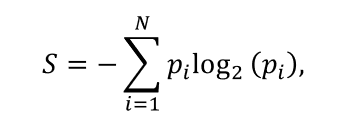 S = − ∑_{i=1}^{N} p_i log_2 (p_i),